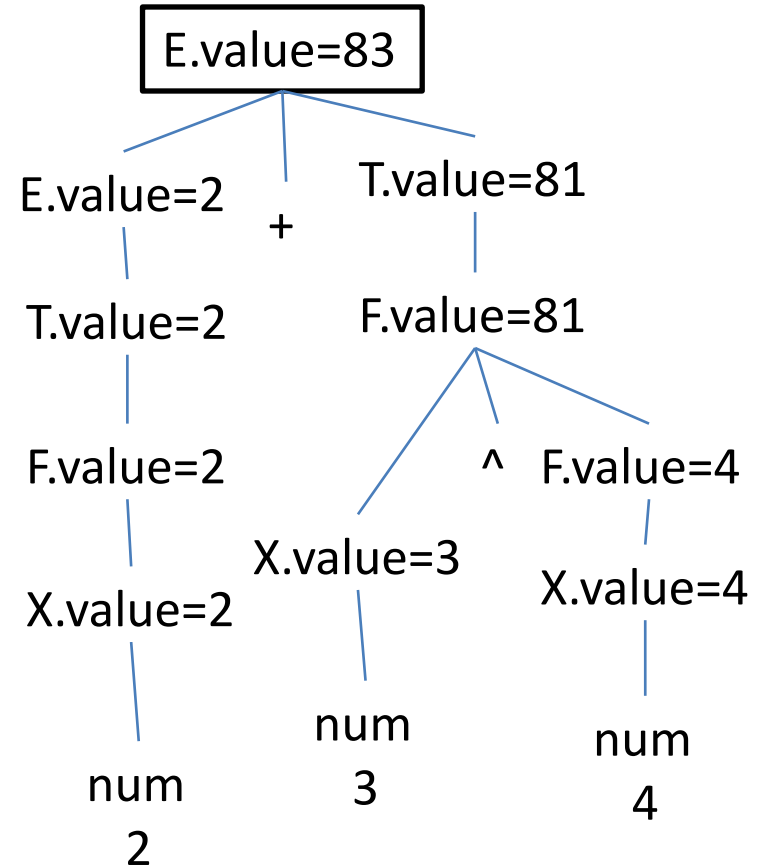 E.value=83
E.value=2
+
T.value=81
T.value=2
F.value=81
F.value=2
^
F.value=4
X.value=3
X.value=4
X.value=2
num
3
num
4
num
2